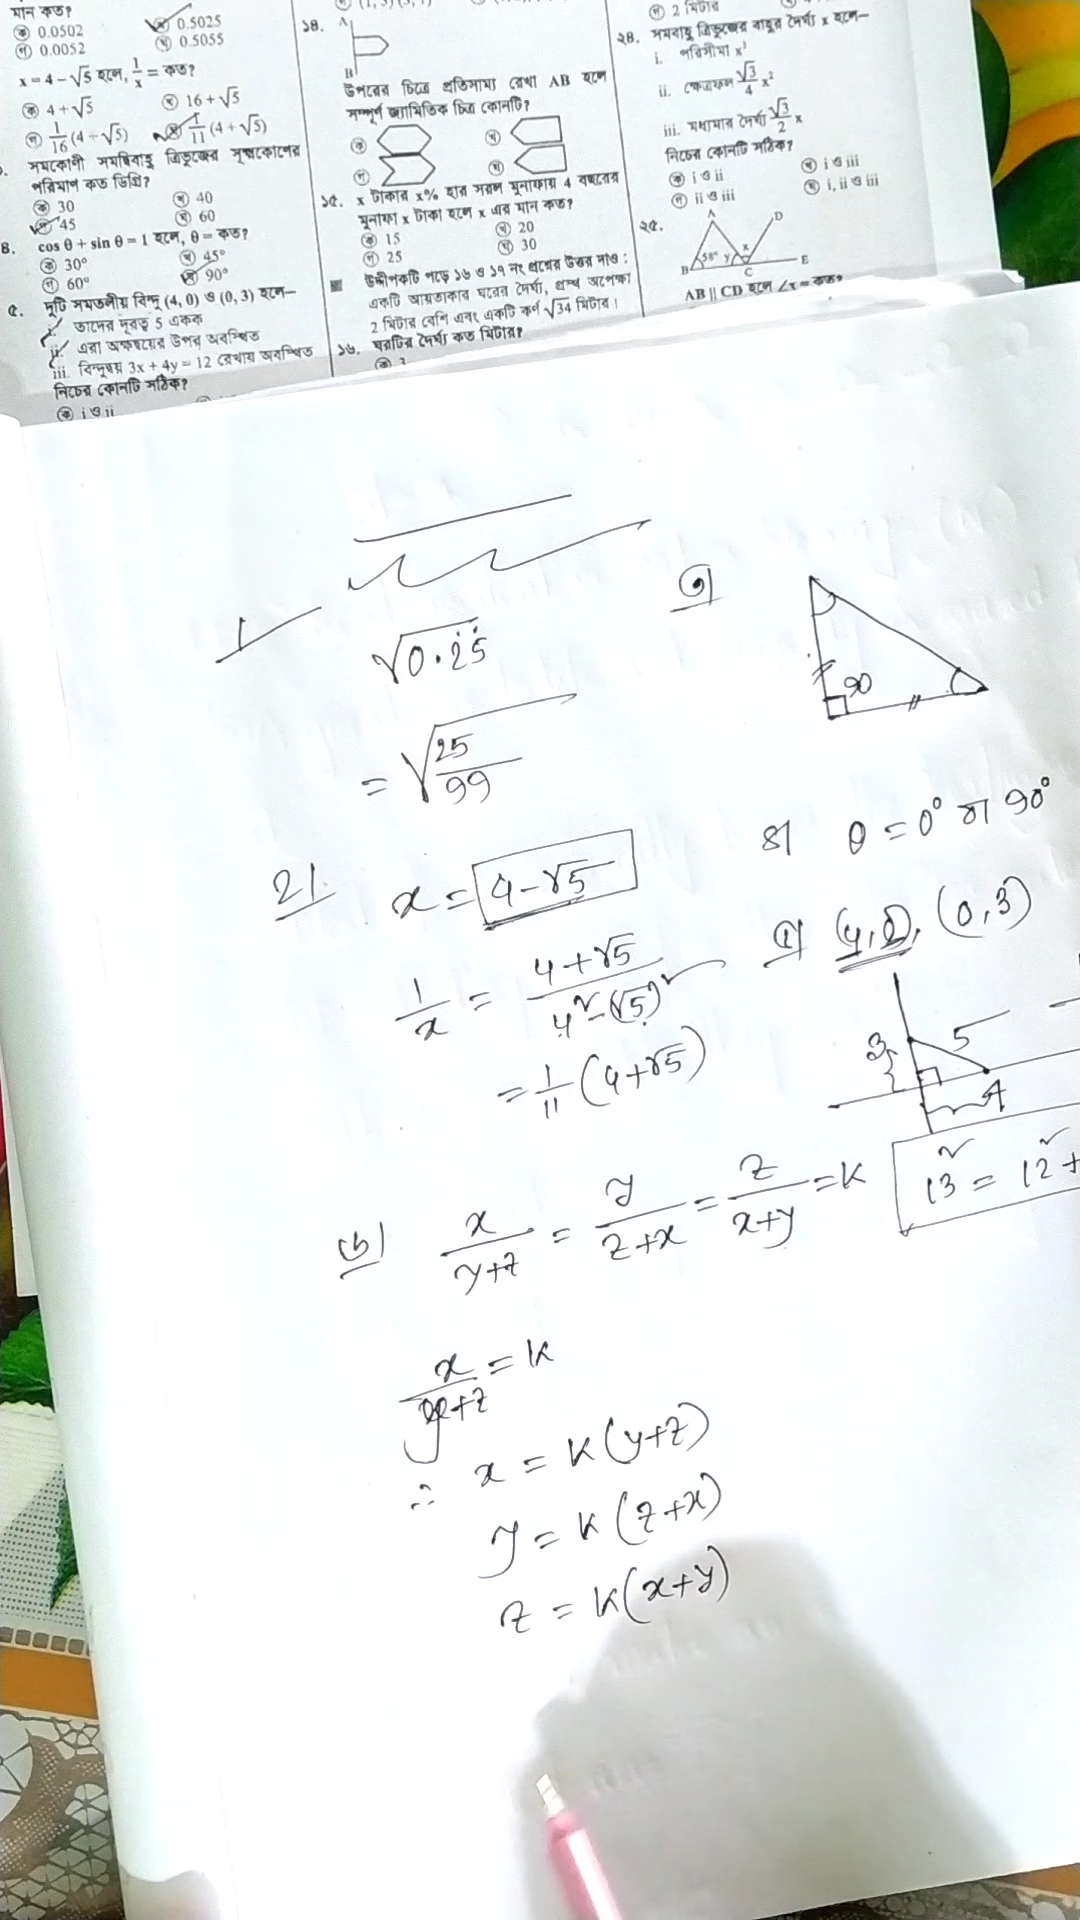 মান কত?
ক 0.0502
0.5025
গ 0.0052
ঘ 0.5055
x = 4 − √5 হলে, 1/x = কত?
ক 4 + √5
খ 16 + √5
গ 1/16 (4 − √5)
1/11 (4 + √5)
সমকোণী সমদ্বিবাহু ত্রিভুজের সূক্ষ্মকোণের
পরিমাণ কত ডিগ্রি?
ক 30
খ 40
45
ঘ 60
৪. cos θ + sin θ = 1 হলে, θ = কত?
ক 30°
খ 45°
গ 60°
90°
৫. দুটি সমতলীয় বিন্দু (4, 0) ও (0, 3) হলে—
তাদের দূরত্ব 5 একক
ii. এরা অক্ষদ্বয়ের উপর অবস্থিত
iii. বিন্দুদ্বয় 3x + 4y = 12 রেখায় অবস্থিত
নিচের কোনটি সঠিক?
ক i ও ii
১৪. A
B
উপরের চিত্রে প্রতিসাম্য রেখা AB হলে
সম্পূর্ণ জ্যামিতিক চিত্র কোনটি?
ক
খ
গ
ঘ
১৫. x টাকার x% হার সরল মুনাফায় 4 বছরের
মুনাফা x টাকা হলে x এর মান কত?
ক 15
খ 20
গ 25
ঘ 30
উদ্দীপকটি পড়ে ১৬ ও ১৭ নং প্রশ্নের উত্তর দাও :
একটি আয়তাকার ঘরের দৈর্ঘ্য, প্রস্থ অপেক্ষা
2 মিটার বেশি এবং একটি কর্ণ √34 মিটার।
১৬. ঘরটির দৈর্ঘ্য কত মিটার?
গ 2 মিটার
২৪. সমবাহু ত্রিভুজের বাহুর দৈর্ঘ্য x হলে—
i. পরিসীমা x³
ii. ক্ষেত্রফল √3/4 x²
iii. মধ্যমার দৈর্ঘ্য √3/2 x
নিচের কোনটি সঠিক?
ক i ও ii
খ i ও iii
গ ii ও iii
ঘ i, ii ও iii
২৫.
A
D
58°
y
x
B
C
E
AB || CD হলে ∠x = কত?
√0.2̇5̇
= √25/99
21. x = 4-√5
1/x = 4+√5 / 4²-(√5)²
= 1/11 (4+√5)
৩
90
৪। θ = 0° বা 90°
৫। (4,0), (0,3)
3
5
4
13² = 12² +
(৬) x/y+z = y/z+x = z/x+y = K
x/y+z = K
∴ x = K(y+z)
y = K(z+x)
z = K(x+y)